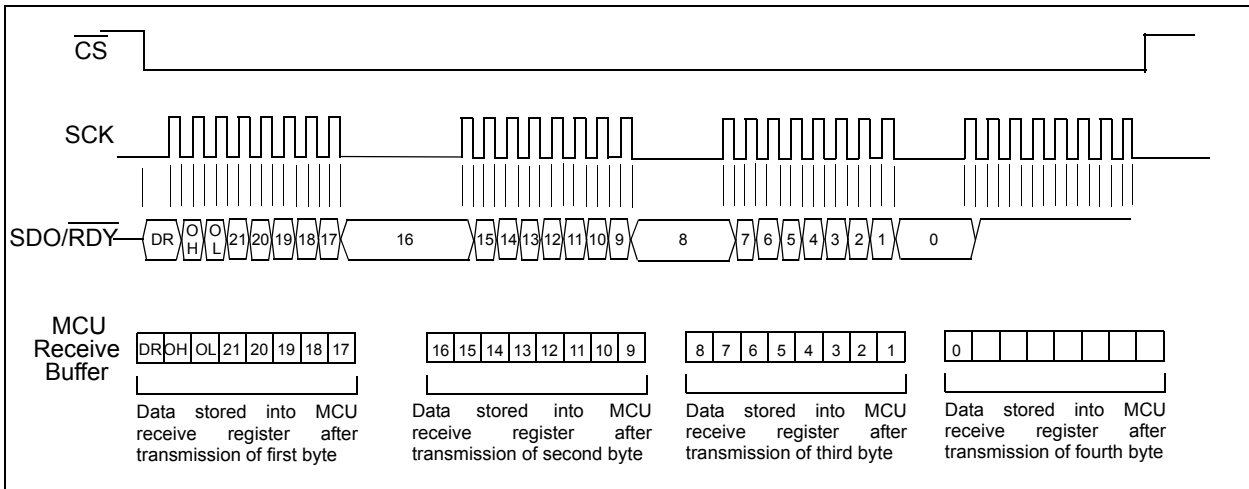 CS
SCK
SDO/RDY
DR OH OL 21 20 19 18 17 16 15 14 13 12 11 10 9 8 7 6 5 4 3 2 1 0
MCU
Receive
Buffer
DR OH OL 21 20 19 18 17
16 15 14 13 12 11 10 9
8 7 6 5 4 3 2 1
0
Data stored into MCU
receive register after
transmission of first byte
Data stored into MCU
receive register after
transmission of second byte
Data stored into MCU
receive register after
transmission of third byte
Data stored into MCU
receive register after
transmission of fourth byte